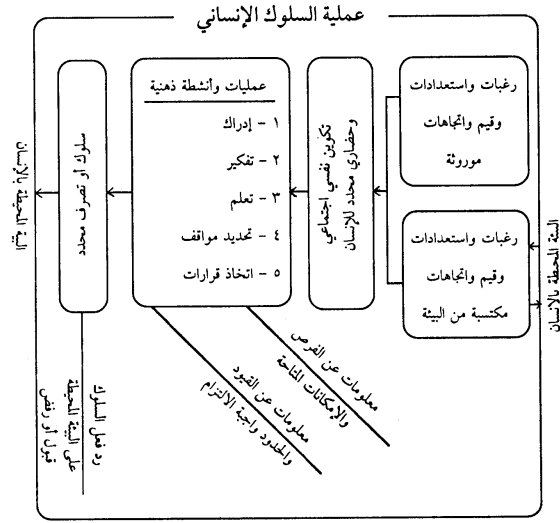 عملية السلوك الإنساني
رغبات واستعدادات
وقيم واتجاهات
موروثة
رغبات واستعدادات
وقيم واتجاهات
مكتسبة من البيئة
البيئة المحيطة بالإنسان
تكوين نفسي اجتماعي
وحضاري محدد للإنسان
عمليات وأنشطة ذهنية
١ - إدراك
٢ - تفكير
٣ - تعلم
٤ - تحديد مواقف
٥ - اتخاذ قرارات
معلومات عن الفرص
والإمكانات المتاحة
معلومات عن القيود
والحدود واجبة الالتزام
سلوك أو تصرف محدد
رد فعل السلوك
على البيئة المحيطة
قبول أو رفض
البيئة المحيطة بالإنسان